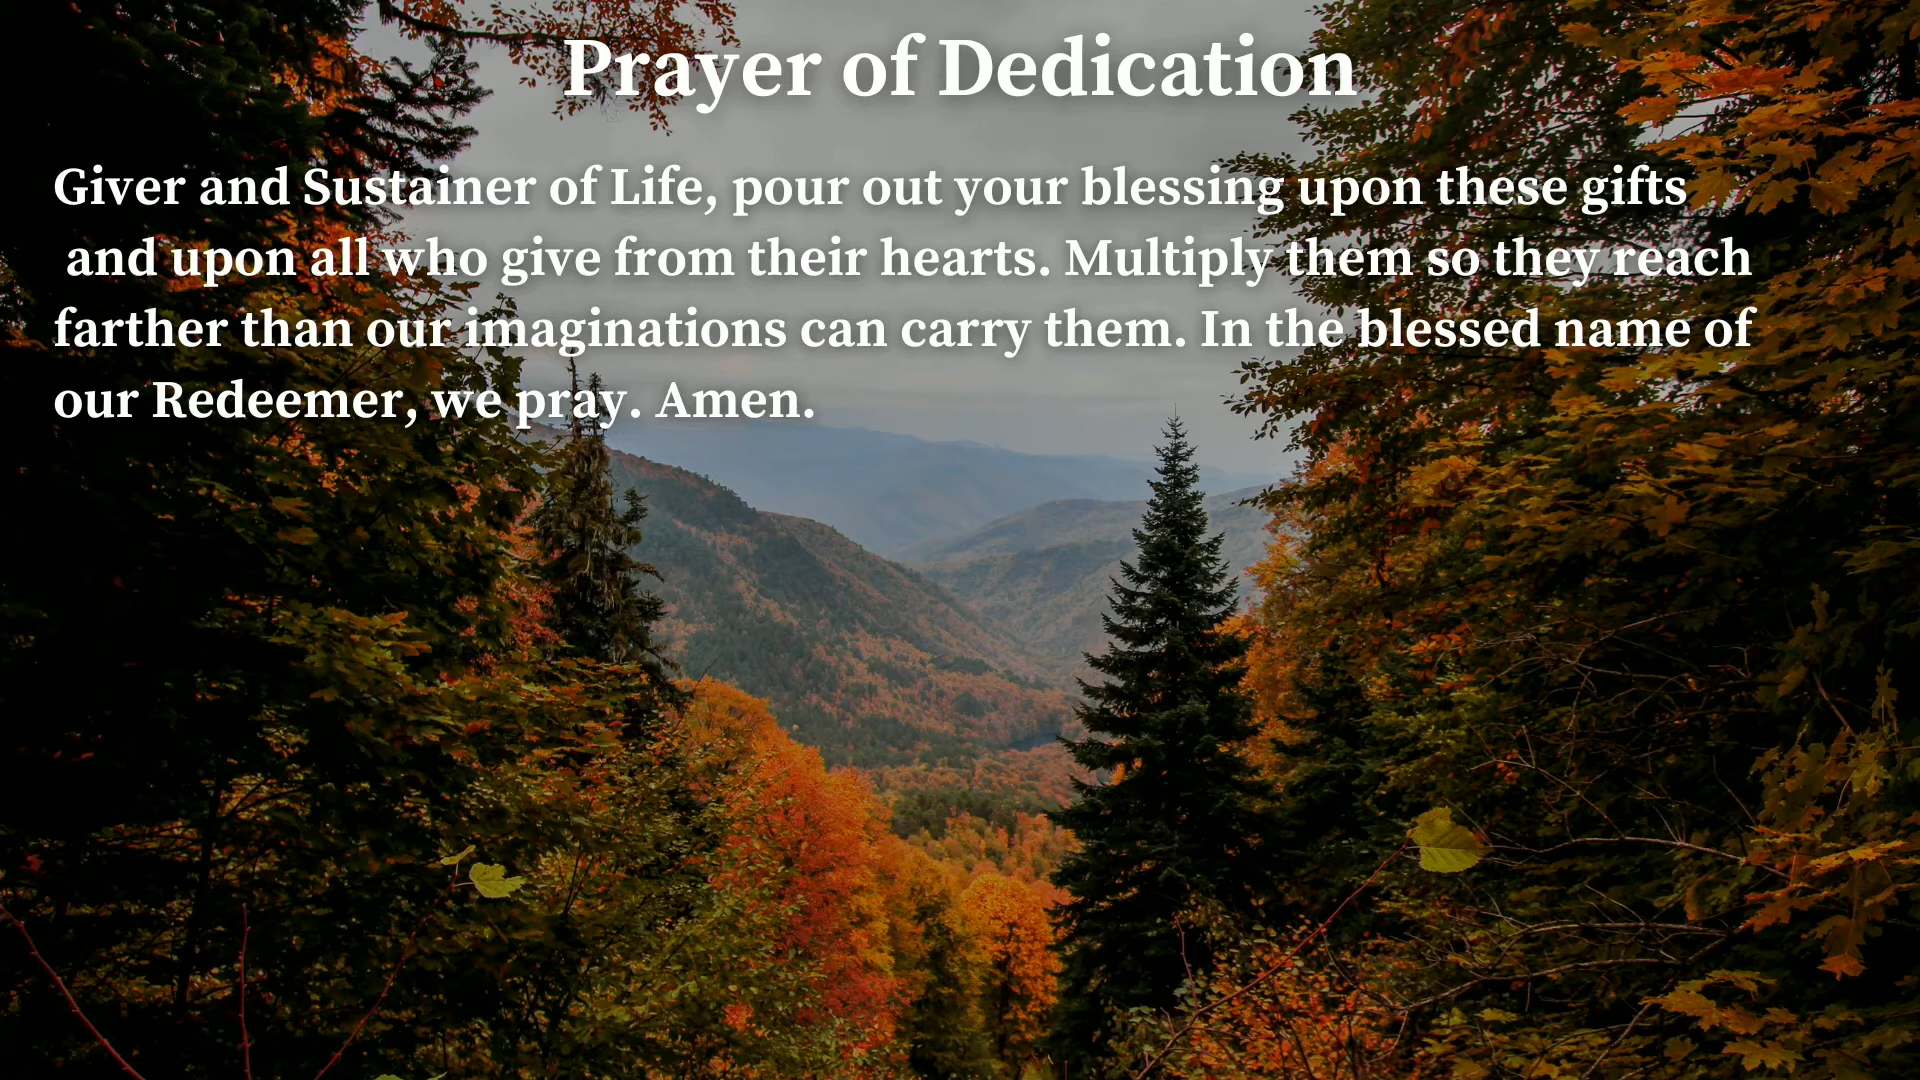 Prayer of Dedication
Giver and Sustainer of Life, pour out your blessing upon these gifts
and upon all who give from their hearts. Multiply them so they reach
farther than our imaginations can carry them. In the blessed name of
our Redeemer, we pray. Amen.